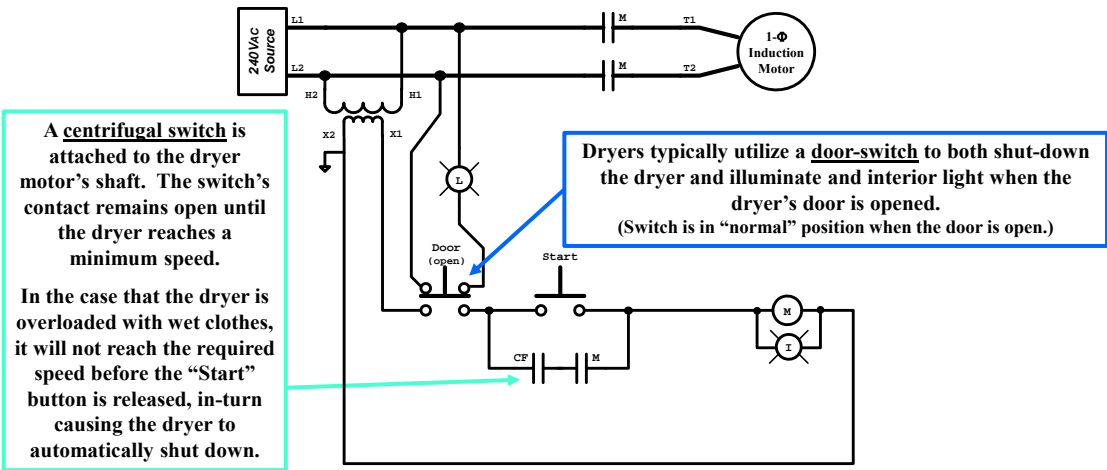 240VAC
Source
L1
L2
M
M
T1
T2
1-Φ
Induction
Motor
H2
H1
X2
X1
L
A centrifugal switch is
attached to the dryer
motor's shaft. The switch's
contact remains open until
the dryer reaches a
minimum speed.
In the case that the dryer is
overloaded with wet clothes,
it will not reach the required
speed before the “Start”
button is released, in-turn
causing the dryer to
automatically shut down.
Dryers typically utilize a door-switch to both shut-down
the dryer and illuminate and interior light when the
dryer's door is opened.
(Switch is in “normal” position when the door is open.)
Door
(open)
Start
CF
M
M
I